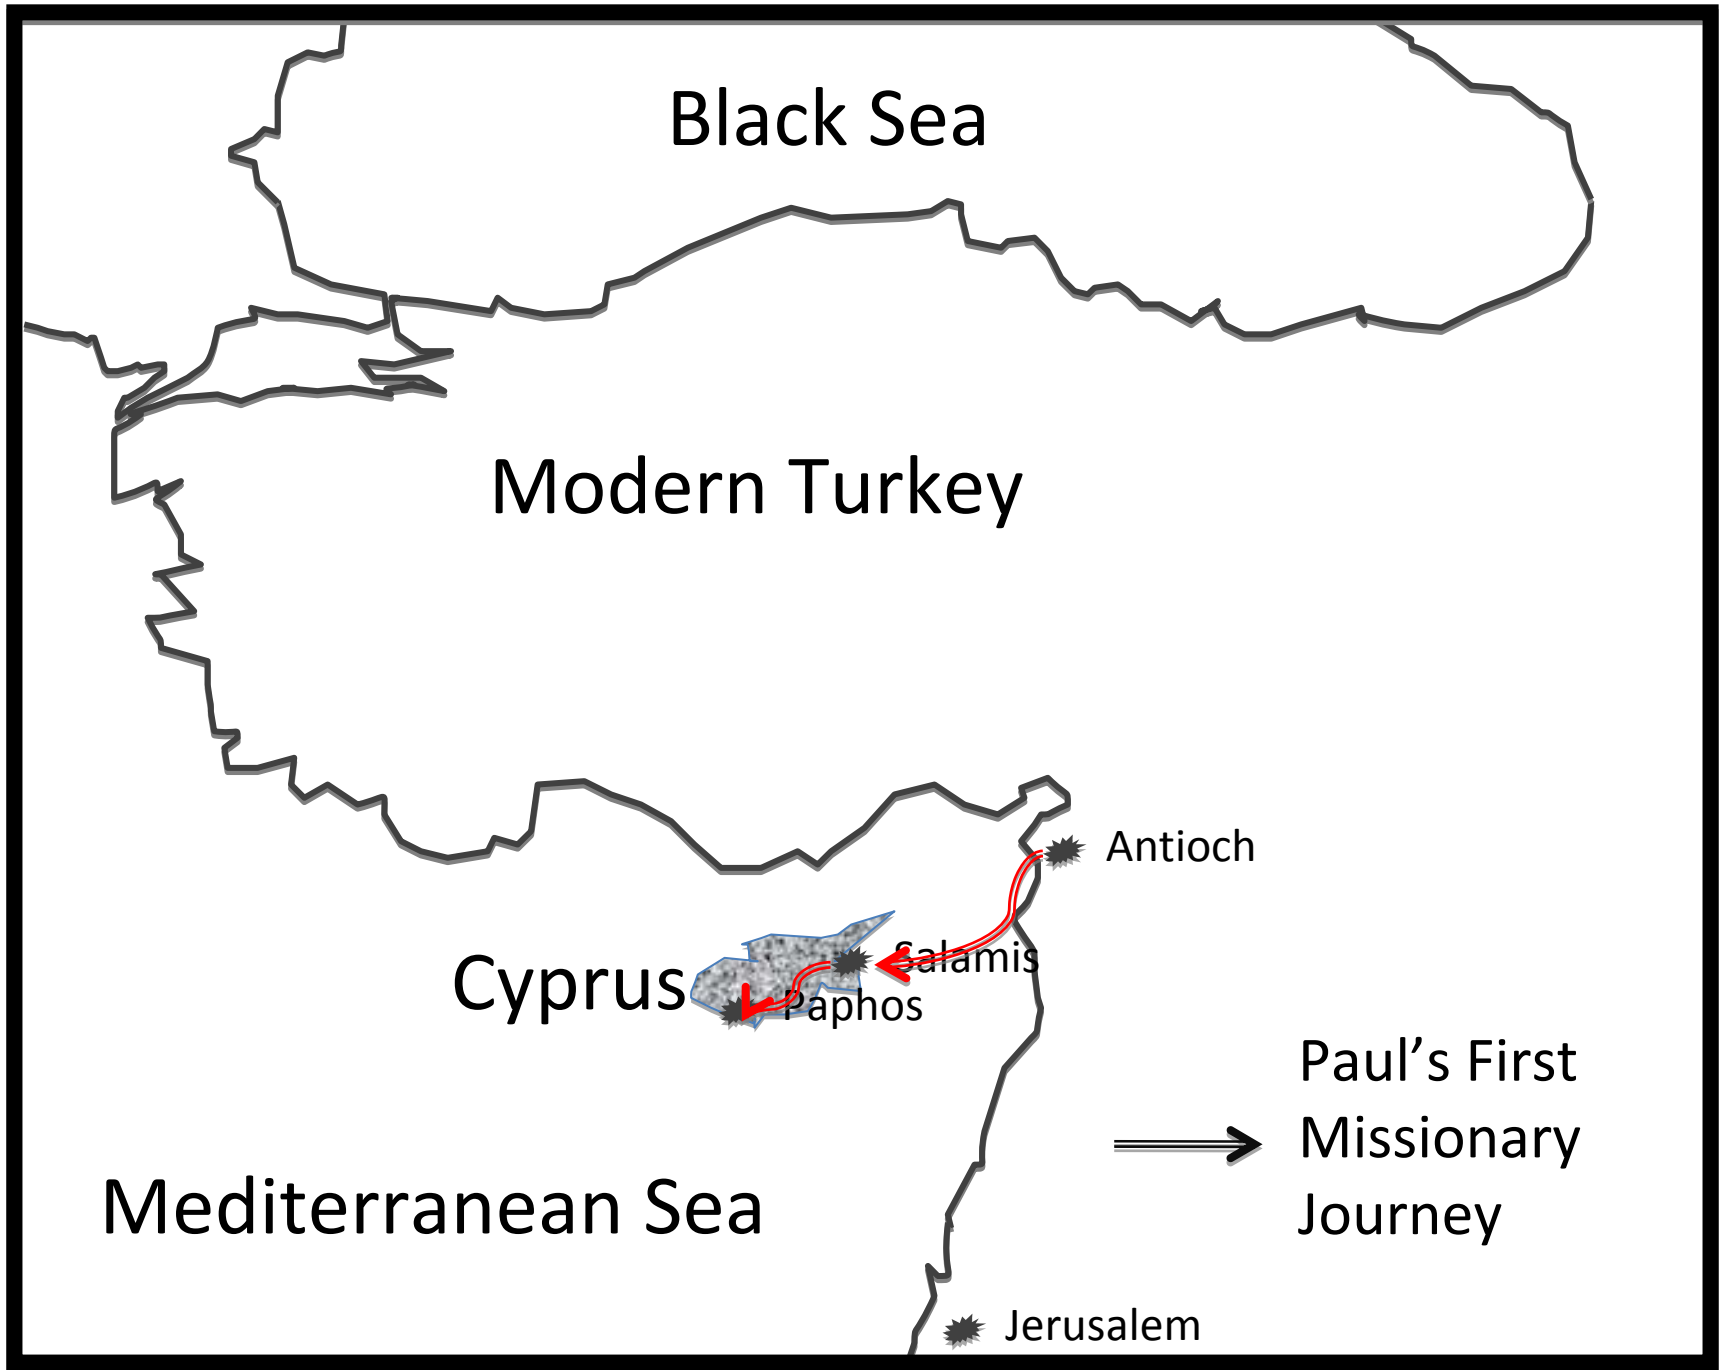 Black Sea
Modern Turkey
Antioch
Salamis
Cyprus
Paphos
Paul’s First
Missionary
Journey
Mediterranean Sea
Jerusalem